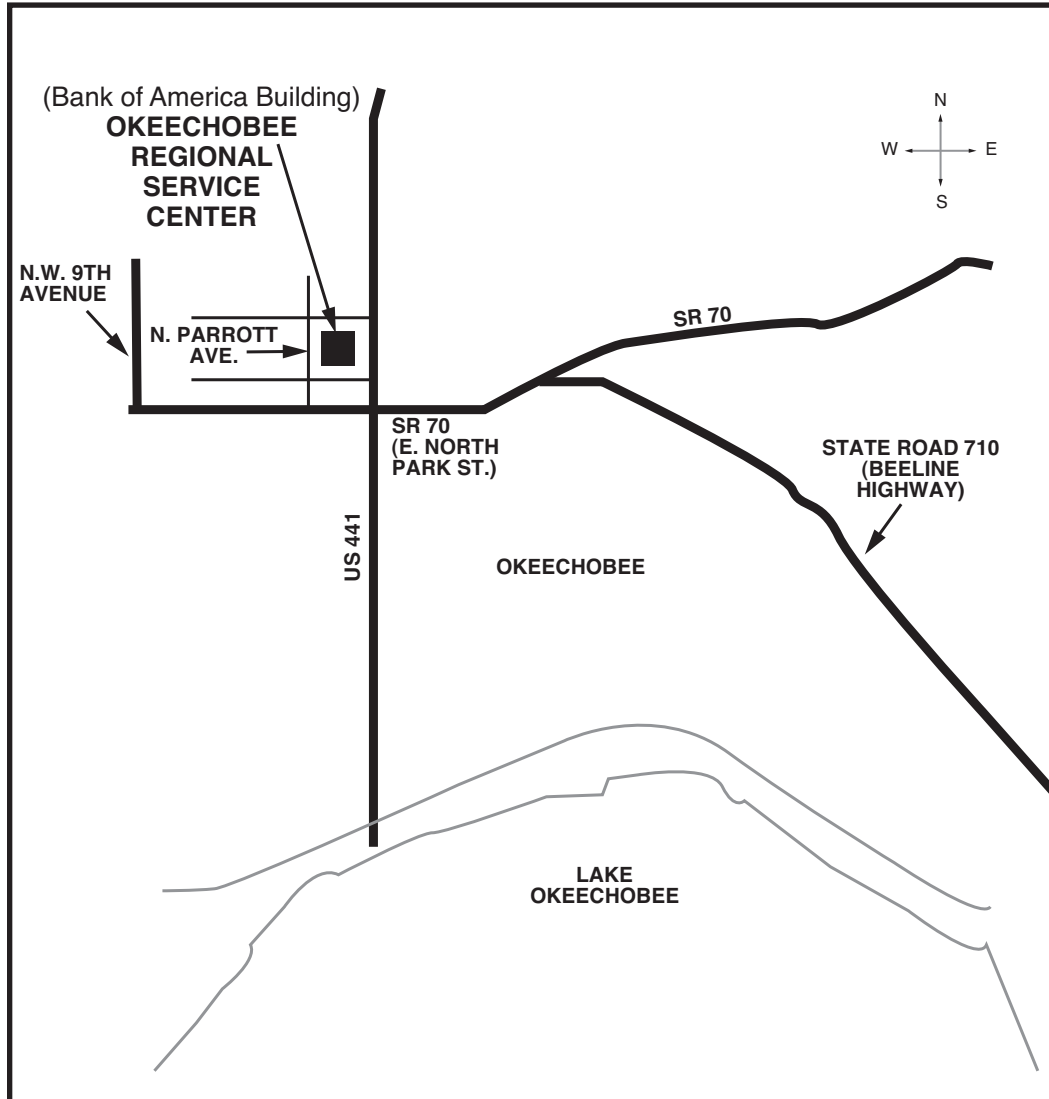 (Bank of America Building)
OKEECHOBEE
REGIONAL
SERVICE
CENTER
N
W
E
S
N.W. 9TH
AVENUE
N. PARROTT
AVE.
SR 70
SR 70
(E. NORTH
PARK ST.)
STATE ROAD 710
(BEELINE
HIGHWAY)
US 441
OKEECHOBEE
LAKE
OKEECHOBEE